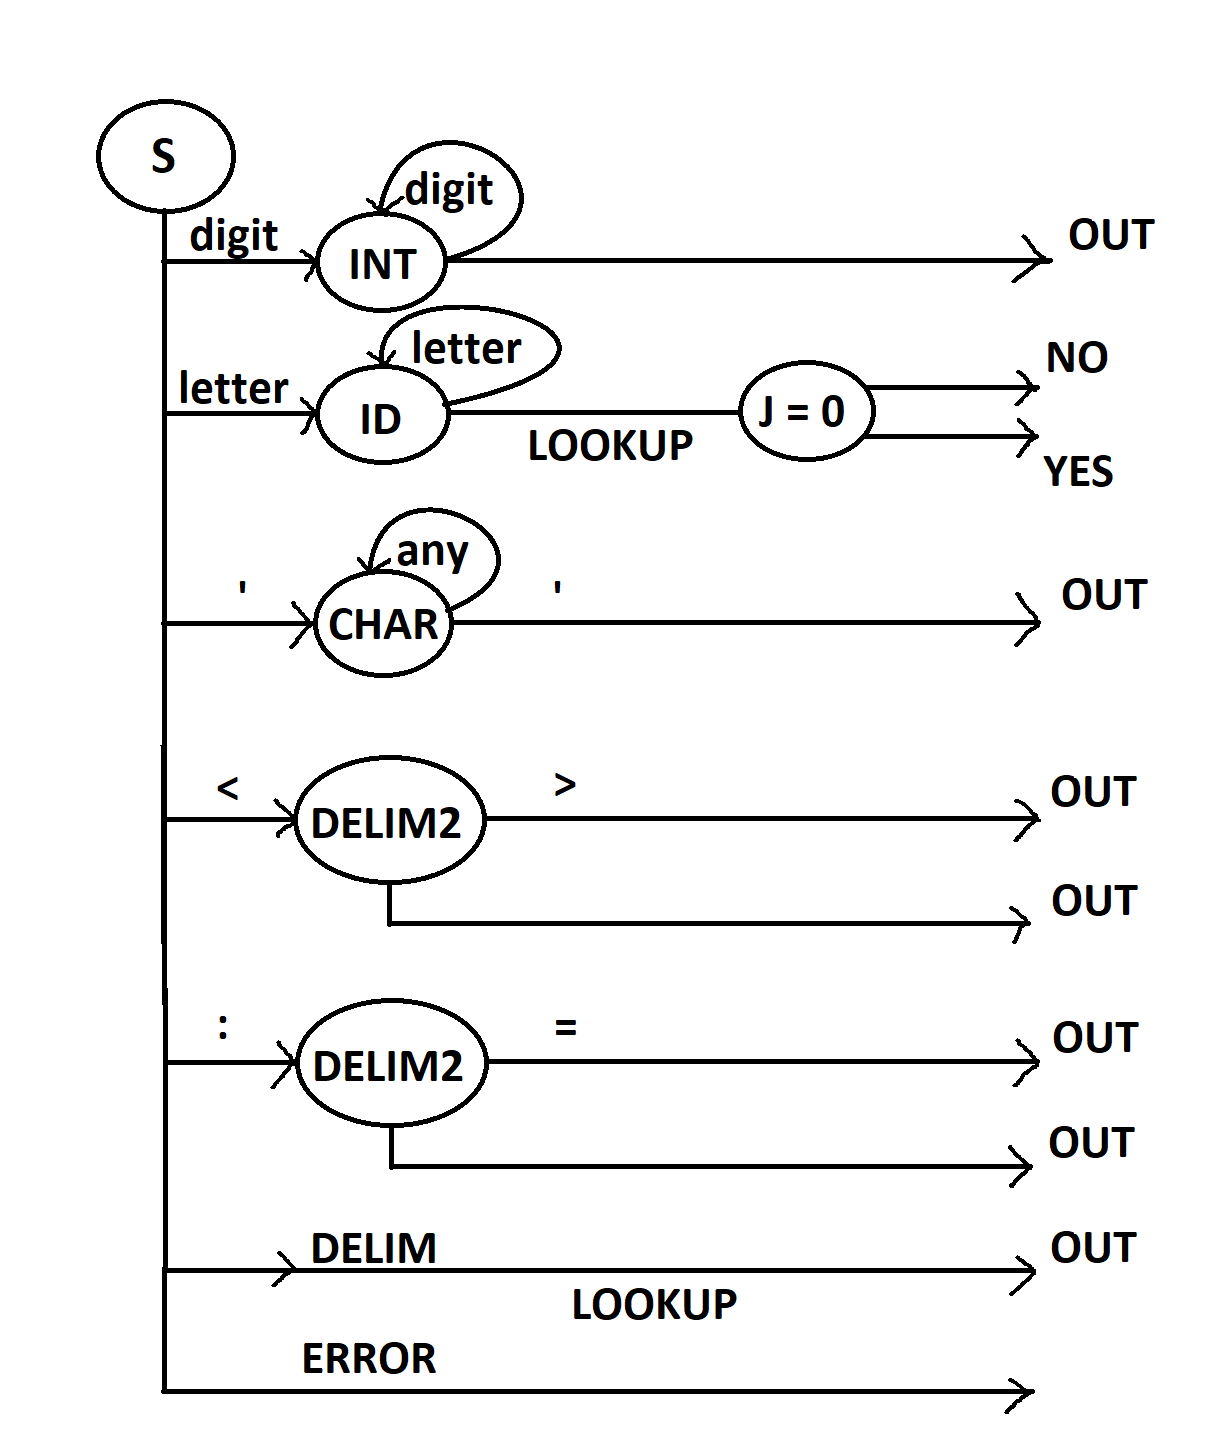 S
digit
digit
INT
OUT
letter
letter
ID
LOOKUP
J = 0
NO
YES
'
any
CHAR
'
OUT
<
DELIM2
>
OUT
OUT
:
DELIM2
=
OUT
OUT
DELIM
LOOKUP
OUT
ERROR